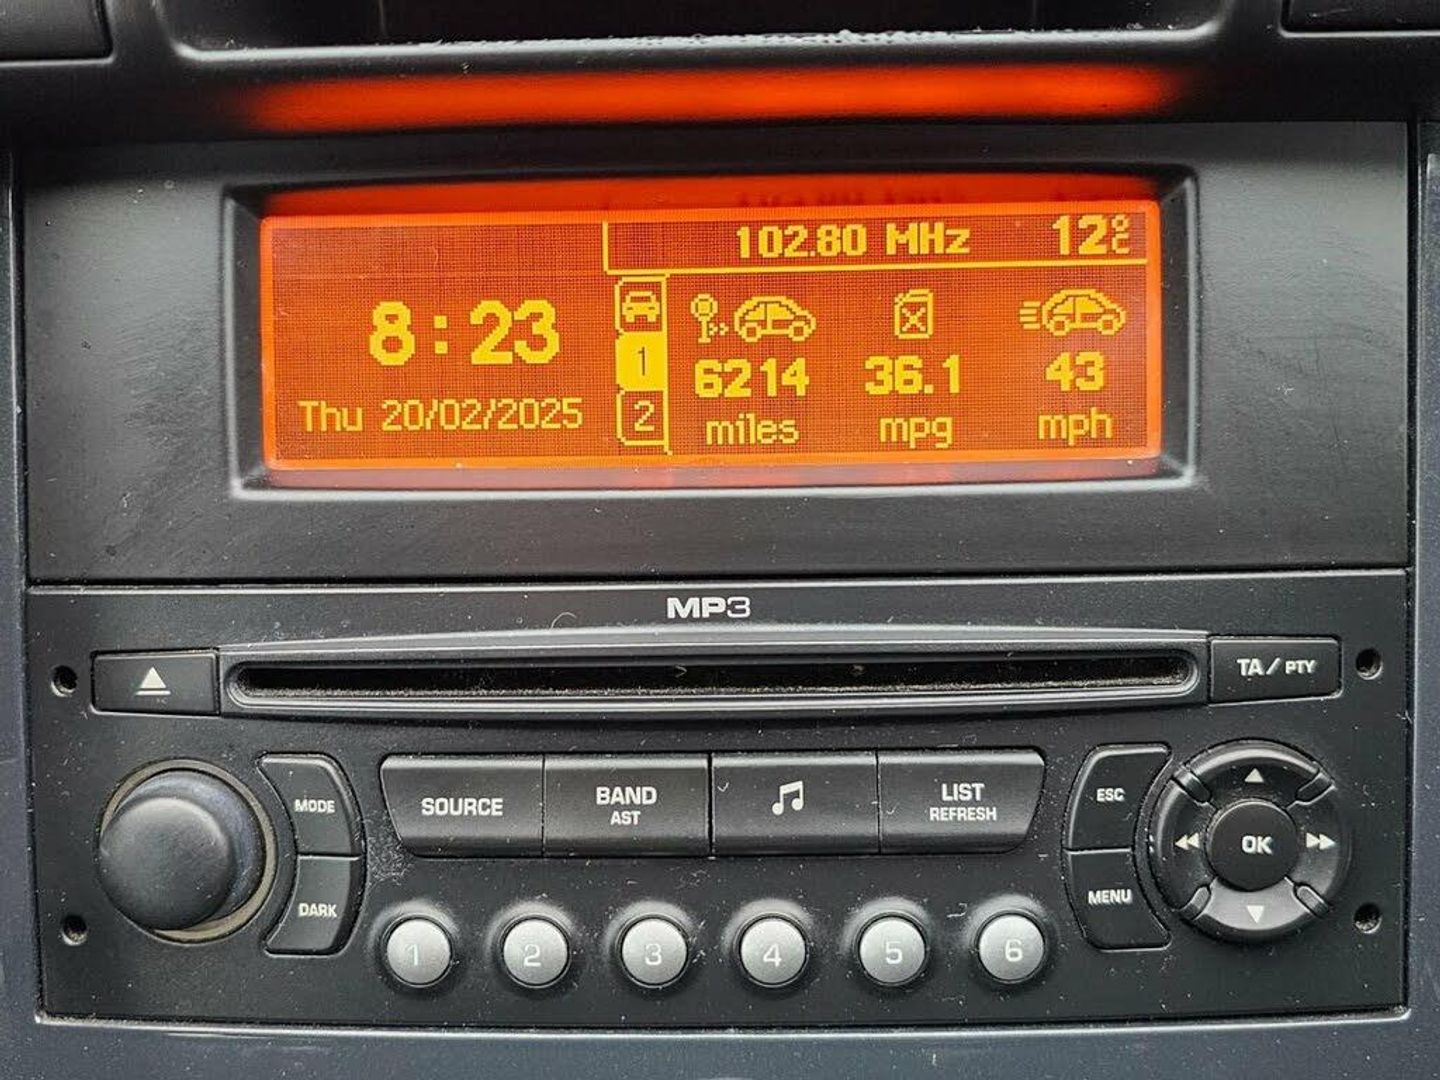 102.80 MHz 12°C
8:23
1
6214 36.1 43
Thu 20/02/2025
2
miles mpg mph
MP3
TA/PTY
MODE
SOURCE
BAND
AST
LIST
REFRESH
ESC
OK
DARK
MENU
1 2 3 4 5 6